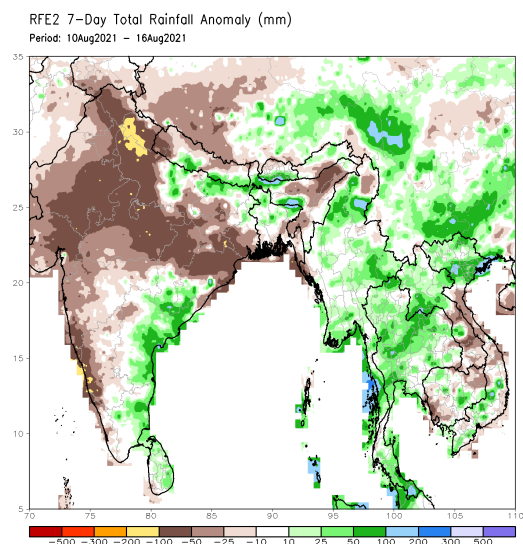 RFE2 7-Day Total Rainfall Anomaly (mm)
Period: 10Aug2021 - 16Aug2021
35
30
25
20
15
10
5
70 75 80 85 90 95 100 105 110
-500 -300 -200 -100 -50 -25 -10 10 25 50 100 200 300 500